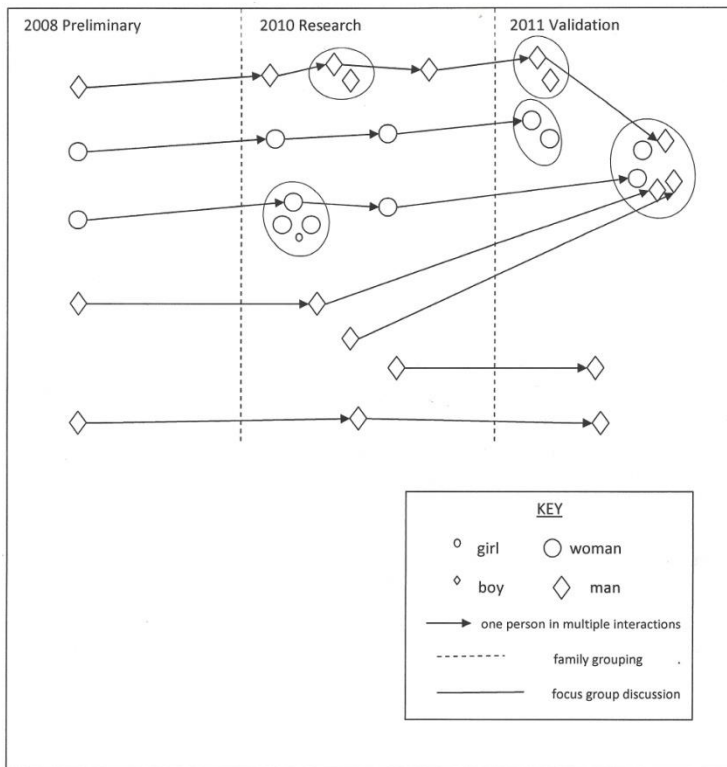 2008 Preliminary 2010 Research 2011 Validation
KEY
girl woman
boy man
one person in multiple interactions
family grouping
focus group discussion